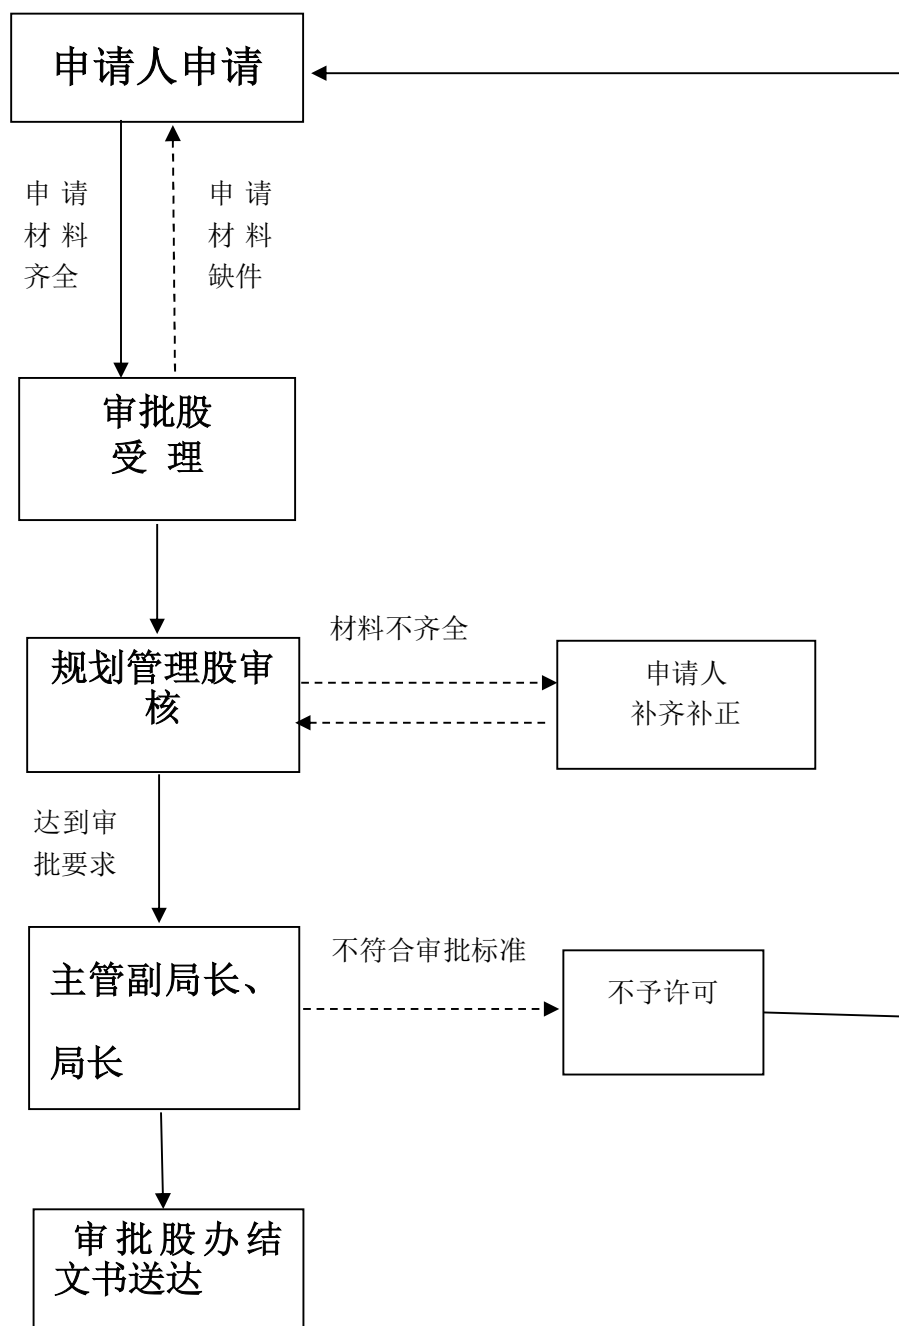 申请人申请
申 请
材 料
齐全
申 请
材 料
缺件
审批股
受 理
规划管理股审
核
材料不齐全
申请人
补齐补正
达到审
批要求
主管副局长、
局长
不符合审批标准
不予许可
审批股办结
文书送达